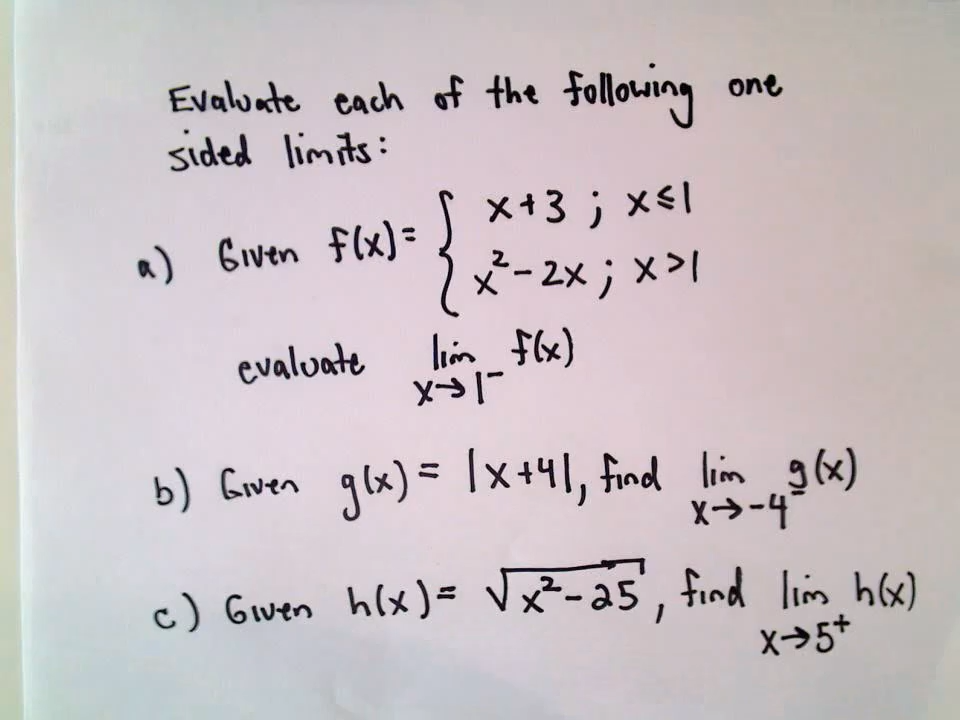 Evaluate each of the following one
sided limits:
a) Given f(x)= { x+3 ; x≤1
x²-2x ; x>1
evaluate lim f(x)
x→1⁻
b) Given g(x) = |x+4|, find lim g(x)
x→-4⁻
c) Given h(x)= √x²-25, find lim h(x)
x→5⁺